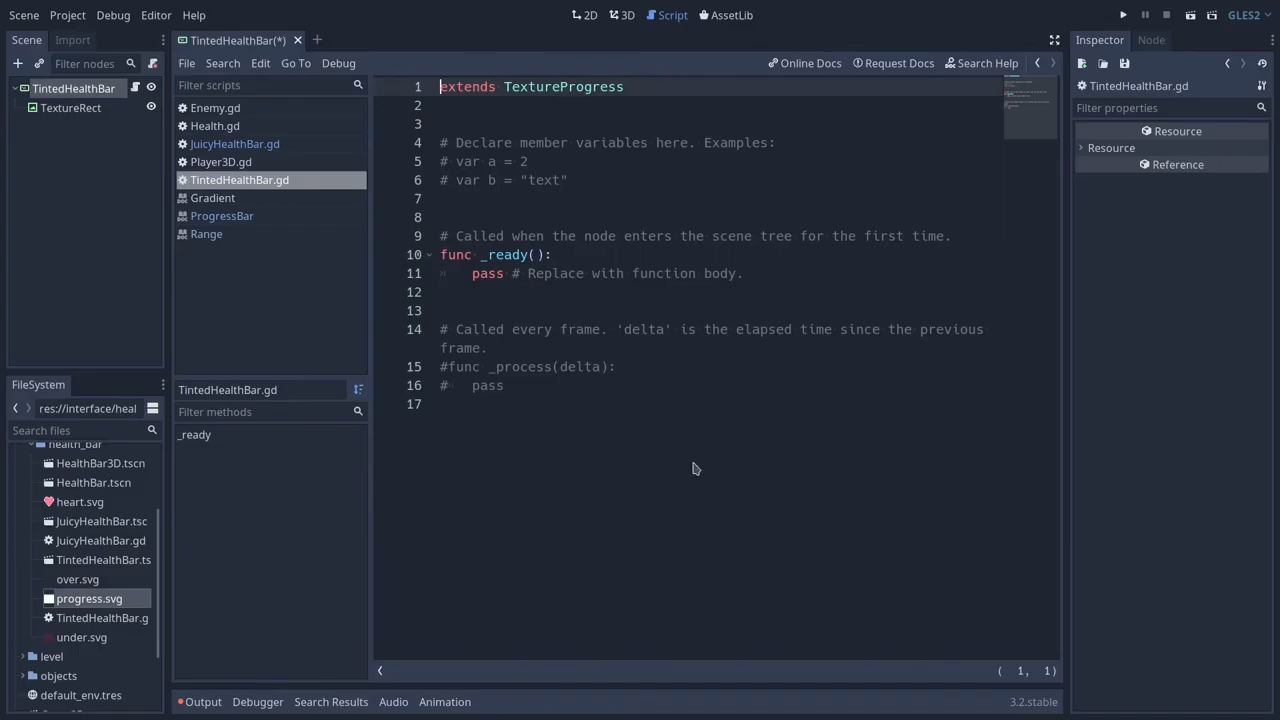 Scene Project Debug Editor Help
2D 3D Script AssetLib
GLES2
Scene Import
Filter nodes
TintedHealthBar
TextureRect
FileSystem
res://interface/heal
Search files
health_bar
HealthBar3D.tscn
HealthBar.tscn
heart.svg
JuicyHealthBar.tsc
JuicyHealthBar.gd
TintedHealthBar.ts
over.svg
progress.svg
TintedHealthBar.g
under.svg
level
objects
default_env.tres
TintedHealthBar(*)
File Search Edit Go To Debug
Online Docs Request Docs Search Help
Filter scripts
Enemy.gd
Health.gd
JuicyHealthBar.gd
Player3D.gd
TintedHealthBar.gd
Gradient
ProgressBar
Range
TintedHealthBar.gd
Filter methods
_ready
1 extends TextureProgress
2
3
4 # Declare member variables here. Examples:
5 # var a = 2
6 # var b = "text"
7
8
9 # Called when the node enters the scene tree for the first time.
10 func _ready():
11 pass # Replace with function body.
12
13
14 # Called every frame. 'delta' is the elapsed time since the previous
frame.
15 #func _process(delta):
16 # pass
17
( 1, 1)
Output Debugger Search Results Audio Animation
3.2.stable
Inspector Node
TintedHealthBar.gd
Filter properties
Resource
Resource
Reference